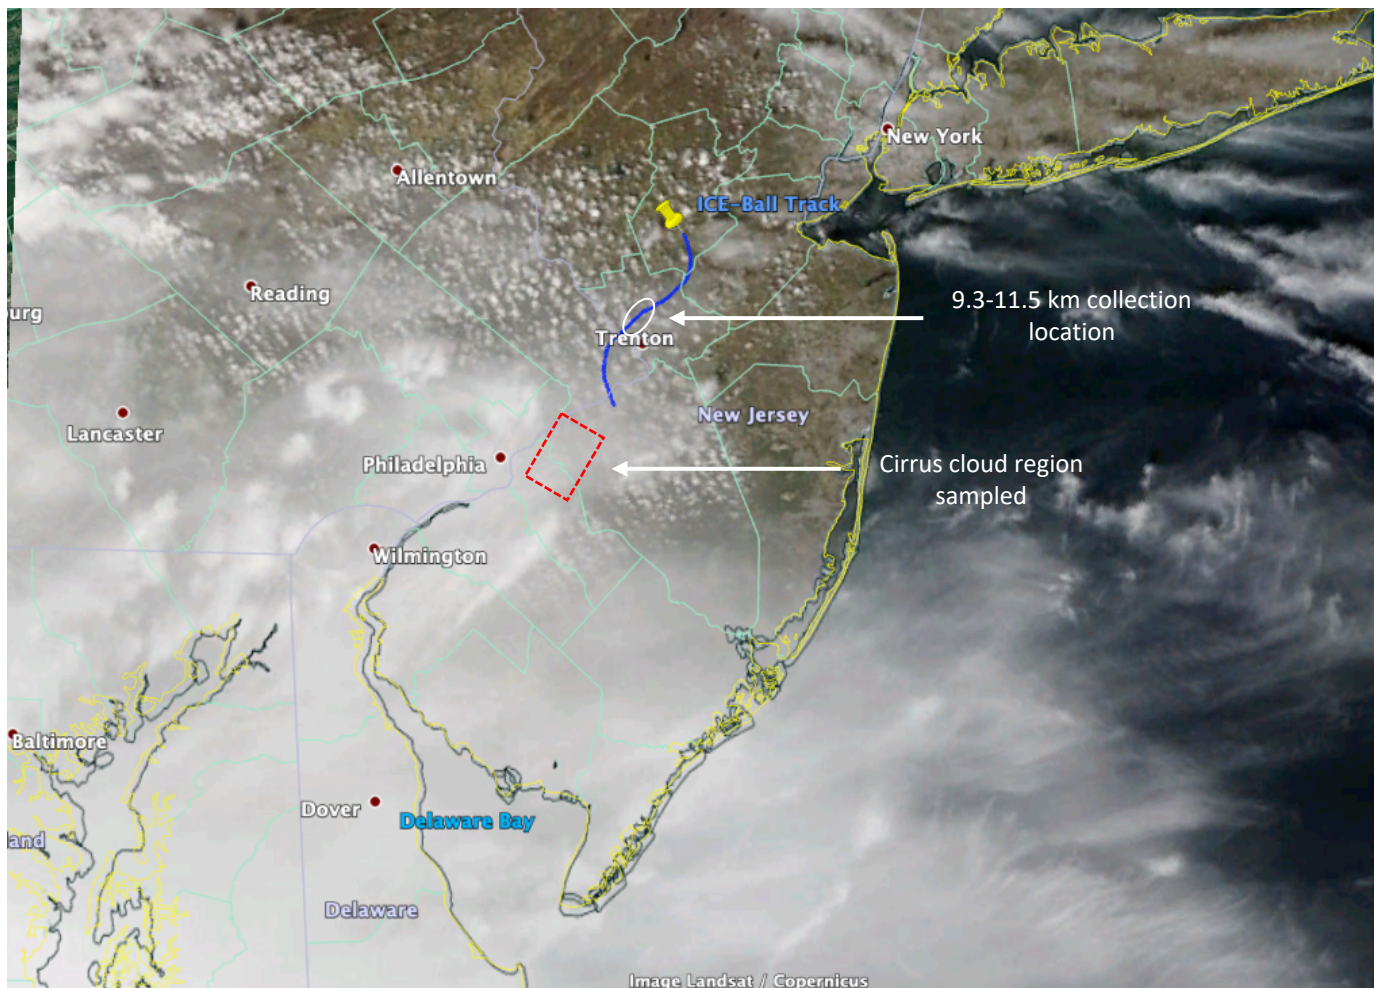 New York
Allentown
ICE-Ball Track
Reading
urg
9.3-11.5 km collection
location
Trenton
New Jersey
Lancaster
Philadelphia
Cirrus cloud region
sampled
Wilmington
Baltimore
Dover
Delaware Bay
land
Delaware
Image Landsat / Copernicus